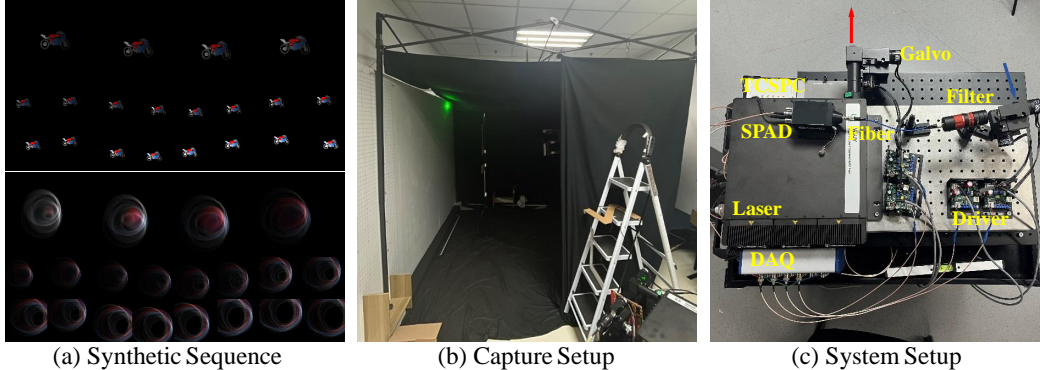 Galvo
TCSPC
Filter
SPAD
Fiber
Laser
Driver
DAQ
(a) Synthetic Sequence
(b) Capture Setup
(c) System Setup